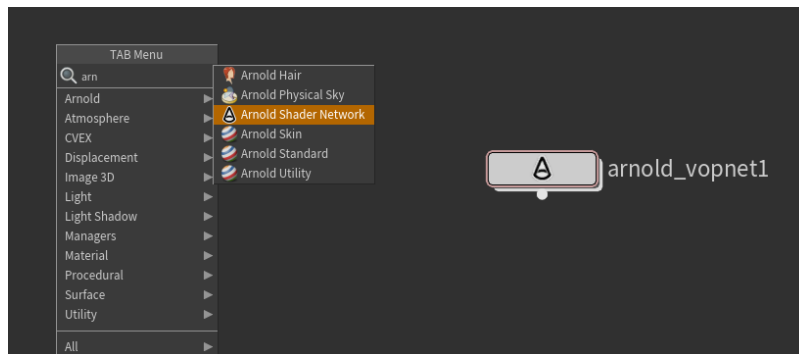 TAB Menu
arn
Arnold
Atmosphere
CVEX
Displacement
Image 3D
Light
Light Shadow
Managers
Material
Procedural
Surface
Utility
All
Arnold Hair
Arnold Physical Sky
Arnold Shader Network
Arnold Skin
Arnold Standard
Arnold Utility
arnold_vopnet1